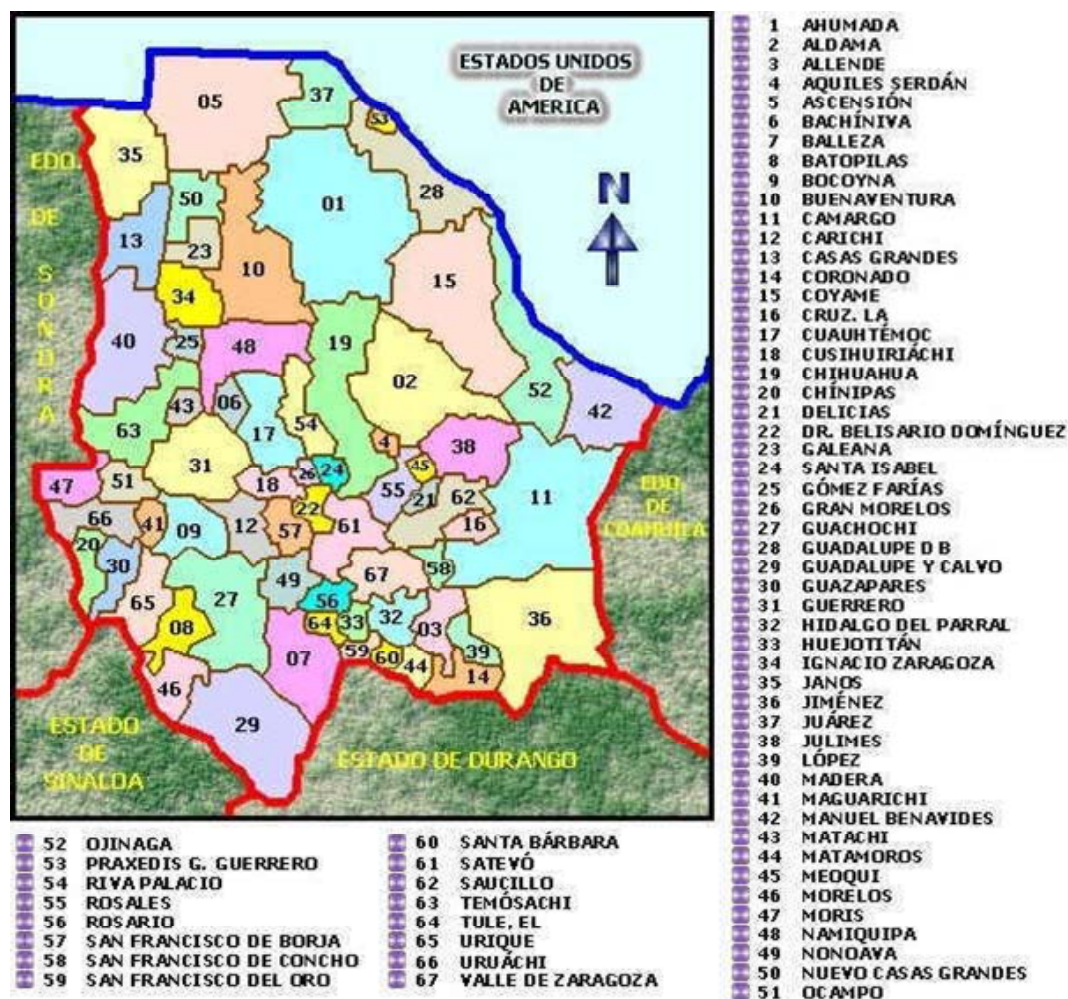 ESTADOS UNIDOS
DE
AMERICA
N
EDO.
DE
SONORA
EDO.
DE
COAHUILA
ESTADO
DE
SINALOA
ESTADO DE DURANGO
05
37
53
35
28
50
01
13
23
10
15
34
40
25
48
19
02
52
42
43
06
63
17
54
4
38
31
26
24
45
47
51
18
55
21
62
11
66
41
09
12
22
57
61
16
20
30
49
67
58
65
27
56
08
64
33
32
03
36
07
59
60
44
39
14
46
29
1 AHUMADA
2 ALDAMA
3 ALLENDE
4 AQUILES SERDÁN
5 ASCENSIÓN
6 BACHÍNIVA
7 BALLEZA
8 BATOPILAS
9 BOCOYNA
10 BUENAVENTURA
11 CAMARGO
12 CARICHI
13 CASAS GRANDES
14 CORONADO
15 COYAME
16 CRUZ. LA
17 CUAUHTÉMOC
18 CUSIHUIRIÁCHI
19 CHIHUAHUA
20 CHÍNIPAS
21 DELICIAS
22 DR. BELISARIO DOMÍNGUEZ
23 GALEANA
24 SANTA ISABEL
25 GÓMEZ FARÍAS
26 GRAN MORELOS
27 GUACHOCHI
28 GUADALUPE D B
29 GUADALUPE Y CALVO
30 GUAZAPARES
31 GUERRERO
32 HIDALGO DEL PARRAL
33 HUEJOTITÁN
34 IGNACIO ZARAGOZA
35 JANOS
36 JIMÉNEZ
37 JUÁREZ
38 JULIMES
39 LÓPEZ
40 MADERA
41 MAGUARICHI
42 MANUEL BENAVIDES
43 MATACHI
44 MATAMOROS
45 MEOQUI
46 MORELOS
47 MORIS
48 NAMIQUIPA
49 NONOAVA
50 NUEVO CASAS GRANDES
51 OCAMPO
52 OJINAGA
53 PRAXEDIS G. GUERRERO
54 RIVA PALACIO
55 ROSALES
56 ROSARIO
57 SAN FRANCISCO DE BORJA
58 SAN FRANCISCO DE CONCHO
59 SAN FRANCISCO DEL ORO
60 SANTA BÁRBARA
61 SATEVÓ
62 SAUCILLO
63 TEMÓSACHI
64 TULE, EL
65 URIQUE
66 URUÁCHI
67 VALLE DE ZARAGOZA